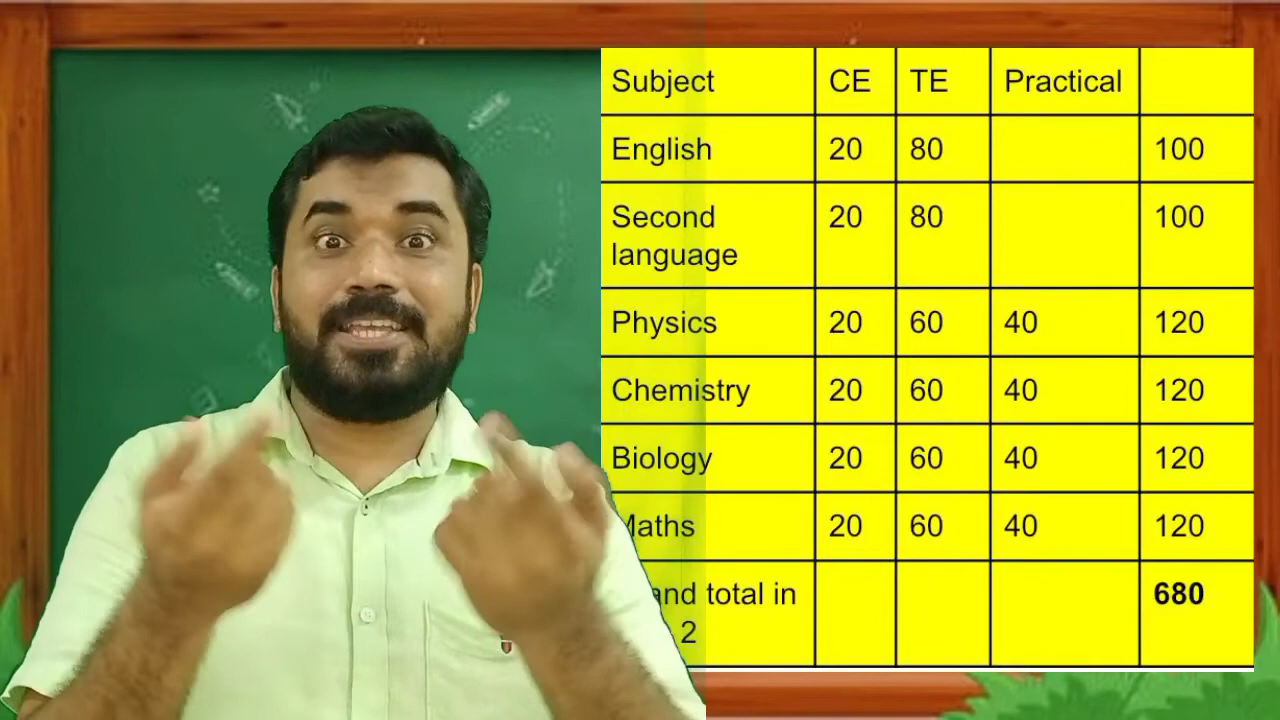 Subject CE TE Practical
English 20 80 100
Second 20 80 100
language
Physics 20 60 40 120
Chemistry 20 60 40 120
Biology 20 60 40 120
Maths 20 60 40 120
total in 680
2